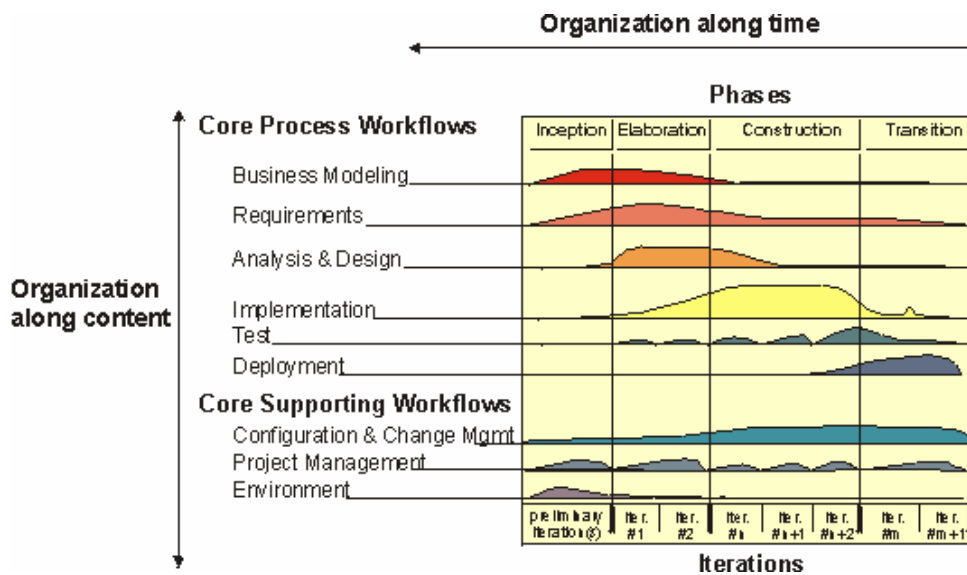 Organization along time
Phases
Core Process Workflows
Inception Elaboration Construction Transition
Business Modeling
Requirements
Analysis & Design
Organization
along content
Implementation
Test
Deployment
Core Supporting Workflows
Configuration & Change Mgmt
Project Management
Environment
preliminary
iteration(s)
Iter.
#1
Iter.
#2
Iter.
#n
Iter.
#n+1
Iter.
#n+2
Iter.
#m
Iter.
#m+1
Iterations